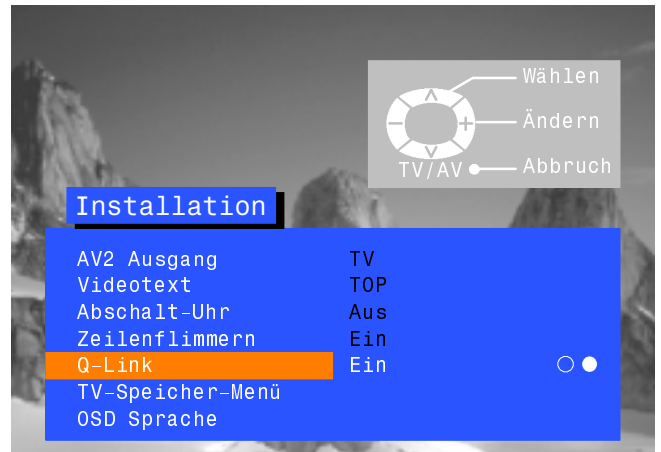 Wählen
Ändern
TV/AV Abbruch
Installation
AV2 Ausgang TV
Videotext TOP
Abschalt-Uhr Aus
Zeilenflimmern Ein
Q-Link Ein
TV-Speicher-Menü
OSD Sprache